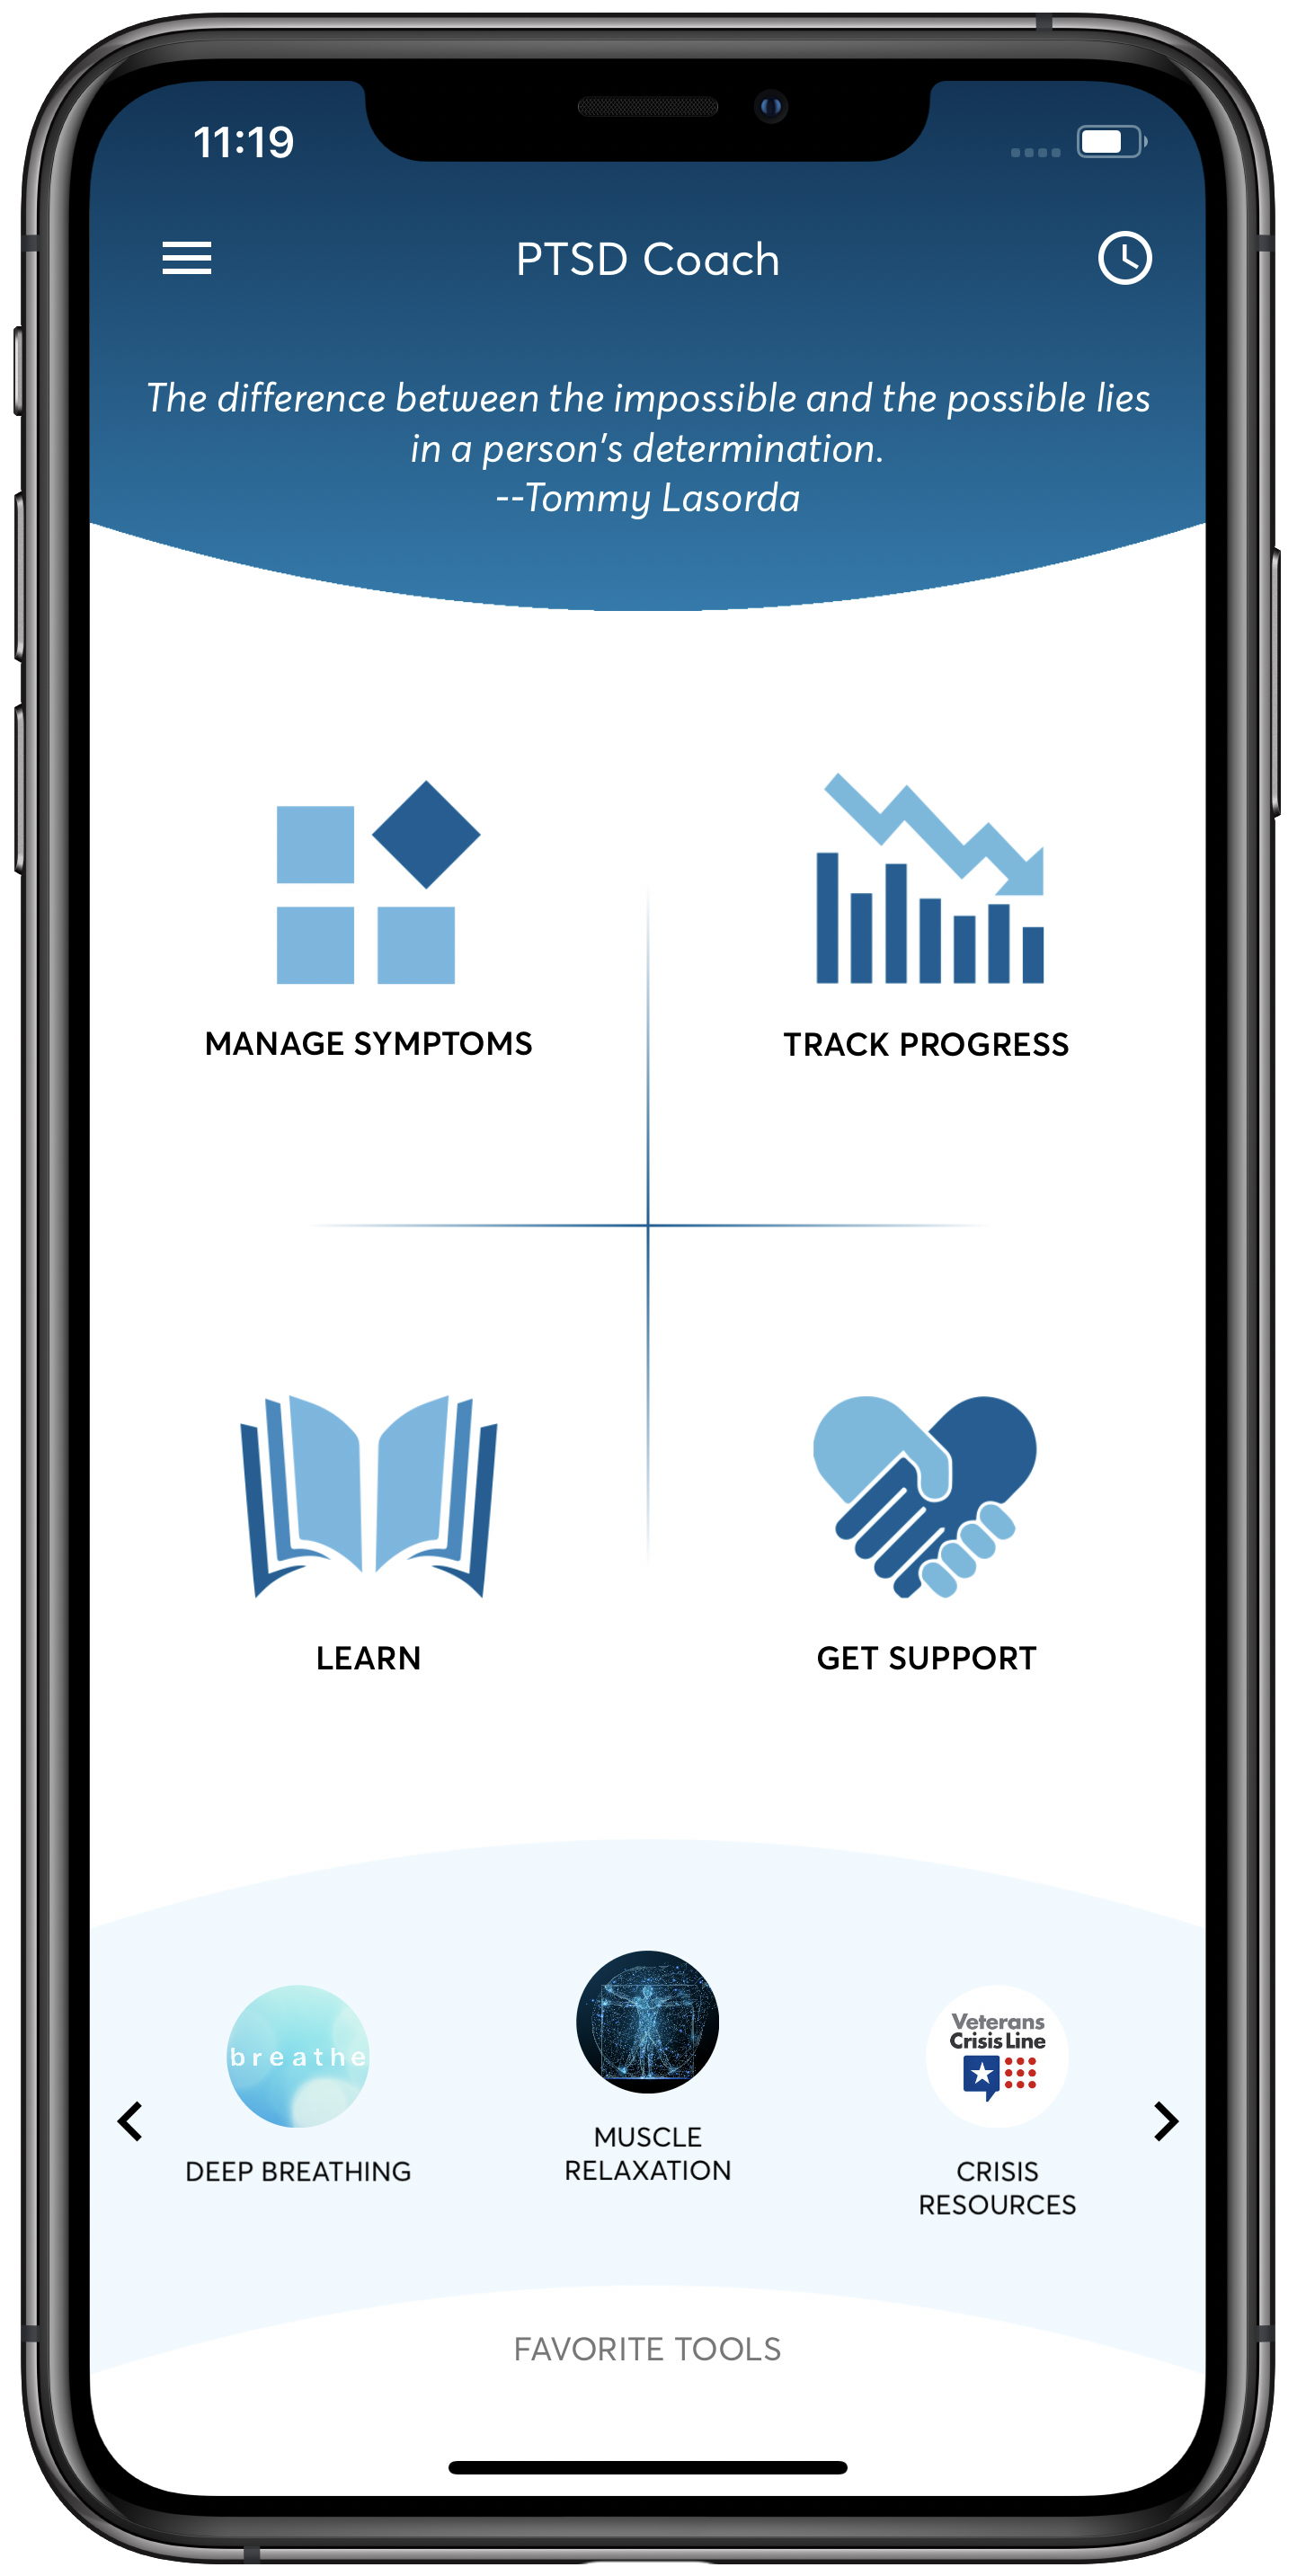 11:19
PTSD Coach
The difference between the impossible and the possible lies
in a person's determination.
--Tommy Lasorda
MANAGE SYMPTOMS
TRACK PROGRESS
LEARN
GET SUPPORT
breathe
DEEP BREATHING
MUSCLE
RELAXATION
Veterans
Crisis Line
CRISIS
RESOURCES
FAVORITE TOOLS